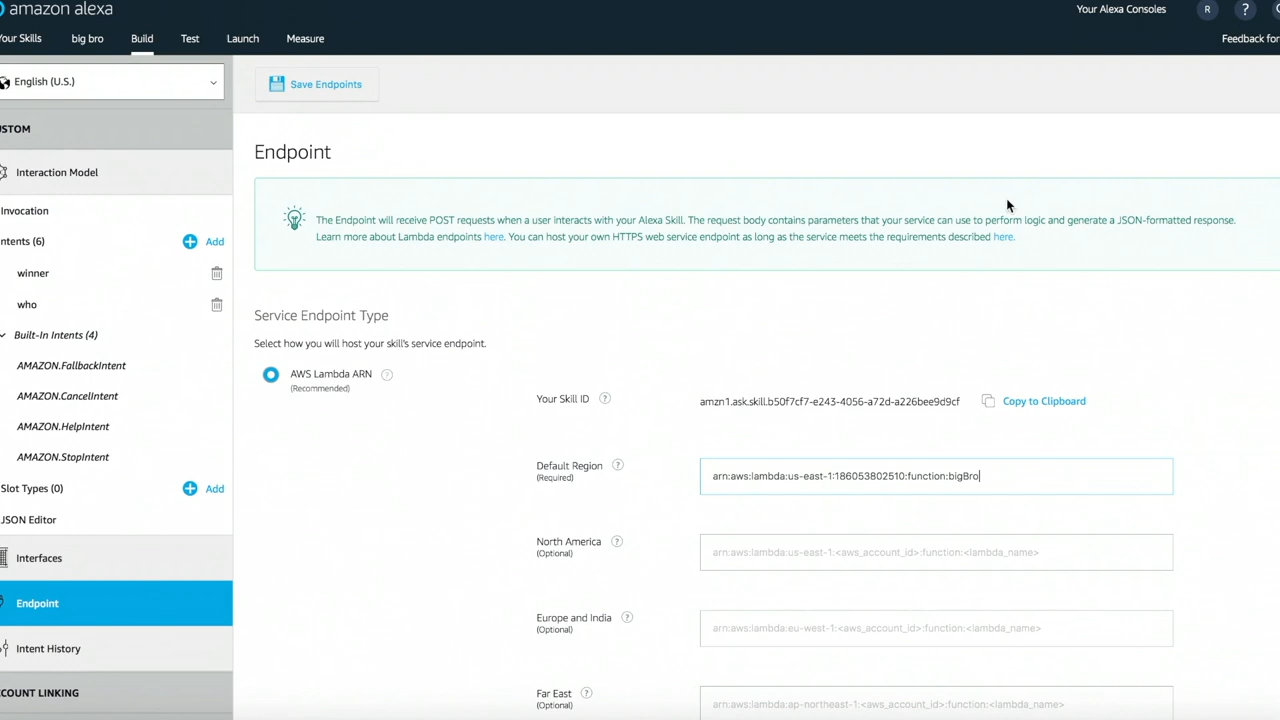 amazon alexa
Your Alexa Consoles
R
?
Your Skills
big bro
Build
Test
Launch
Measure
Feedback for
English (U.S.)
Save Endpoints
USTOM
Endpoint
Interaction Model
The Endpoint will receive POST requests when a user interacts with your Alexa Skill. The request body contains parameters that your service can use to perform logic and generate a JSON-formatted response.
Learn more about Lambda endpoints here. You can host your own HTTPS web service endpoint as long as the service meets the requirements described here.
Invocation
ntents (6)
Add
winner
who
Built-In Intents (4)
AMAZON.FallbackIntent
AMAZON.CancelIntent
AMAZON.HelpIntent
AMAZON.StopIntent
Slot Types (0)
Add
JSON Editor
Interfaces
Endpoint
Intent History
CCOUNT LINKING
Service Endpoint Type
Select how you will host your skill's service endpoint.
AWS Lambda ARN ?
(Recommended)
Your Skill ID ?
amzn1.ask.skill.b50f7cf7-e243-4056-a72d-a226bee9d9cf
Copy to Clipboard
Default Region ?
(Required)
arn:aws:lambda:us-east-1:186053802510:function:bigBro
North America ?
(Optional)
arn:aws:lambda:us-east-1:<aws_account_id>:function:<lambda_name>
Europe and India ?
(Optional)
arn:aws:lambda:eu-west-1:<aws_account_id>:function:<lambda_name>
Far East ?
(Optional)
arn:aws:lambda:ap-northeast-1:<aws_account_id>:function:<lambda_name>